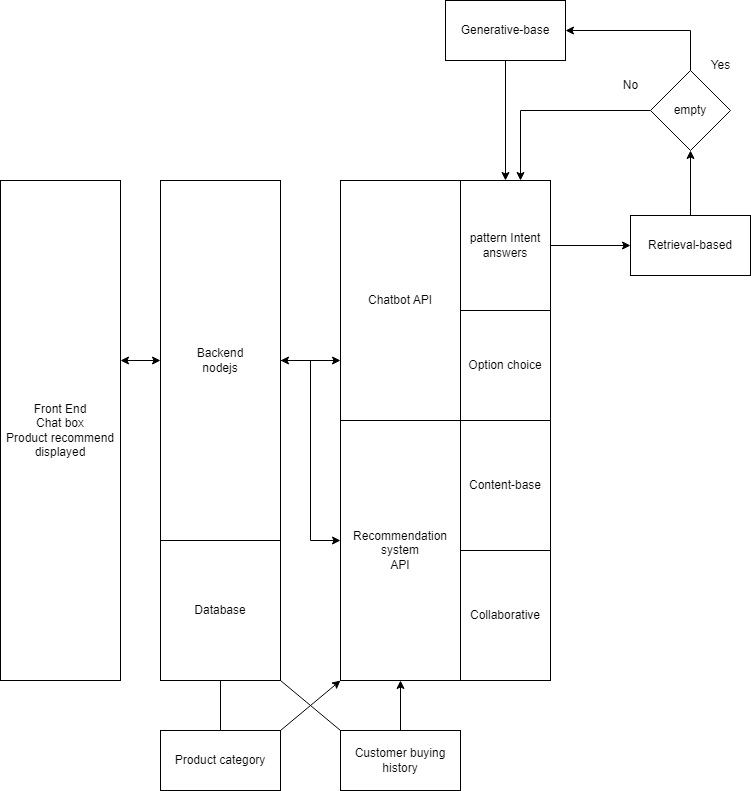 Generative-base
Yes
No
empty
pattern Intent
answers
Retrieval-based
Chatbot API
Backend
nodejs
Option choice
Front End
Chat box
Product recommend
displayed
Content-base
Recommendation
system
API
Database
Collaborative
Product category
Customer buying
history